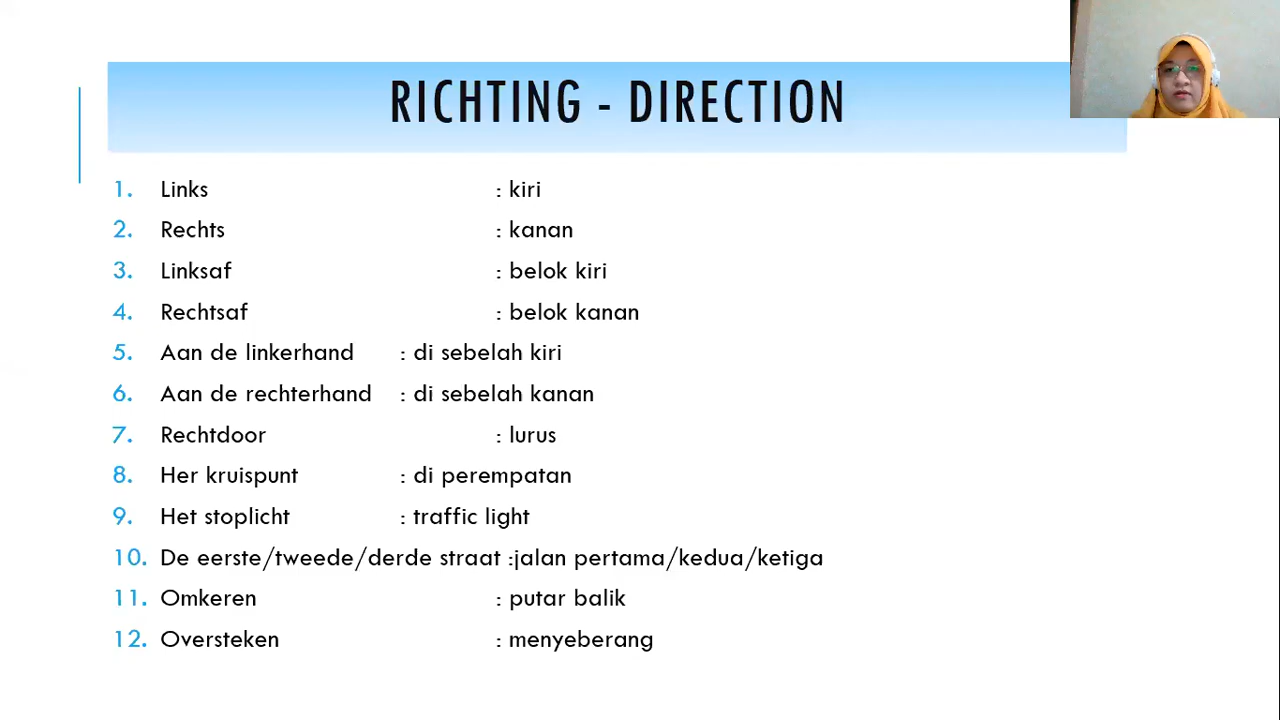 RICHTING - DIRECTION
1. Links : kiri
2. Rechts : kanan
3. Linksaf : belok kiri
4. Rechtsaf : belok kanan
5. Aan de linkerhand : di sebelah kiri
6. Aan de rechterhand : di sebelah kanan
7. Rechtdoor : lurus
8. Her kruispunt : di perempatan
9. Het stoplicht : traffic light
10. De eerste/tweede/derde straat :jalan pertama/kedua/ketiga
11. Omkeren : putar balik
12. Oversteken : menyeberang